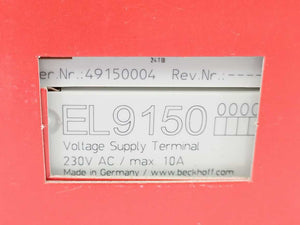 24TB
er.Nr.:49150004 Rev.Nr.:----
EL9150 0000
Voltage Supply Terminal
230V AC / max 10A
Made in Germany / www.beckhoff.com